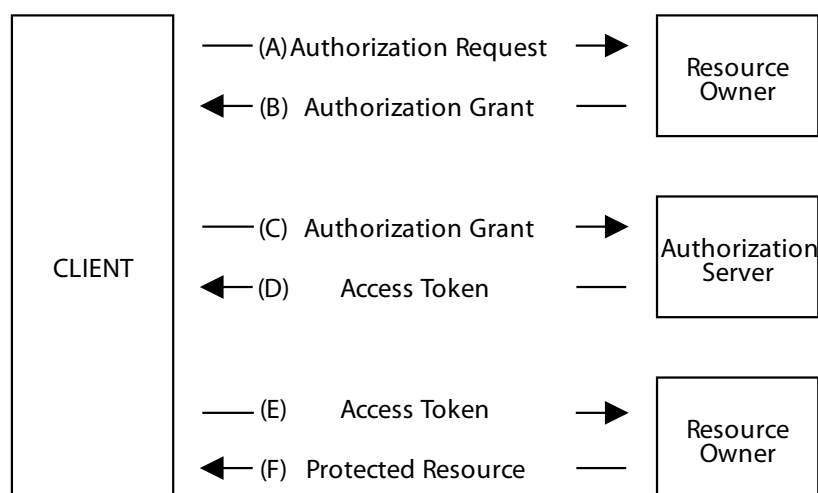 (A) Authorization Request
Resource
Owner
(B) Authorization Grant
(C) Authorization Grant
Authorization
Server
CLIENT
(D) Access Token
(E) Access Token
Resource
Owner
(F) Protected Resource